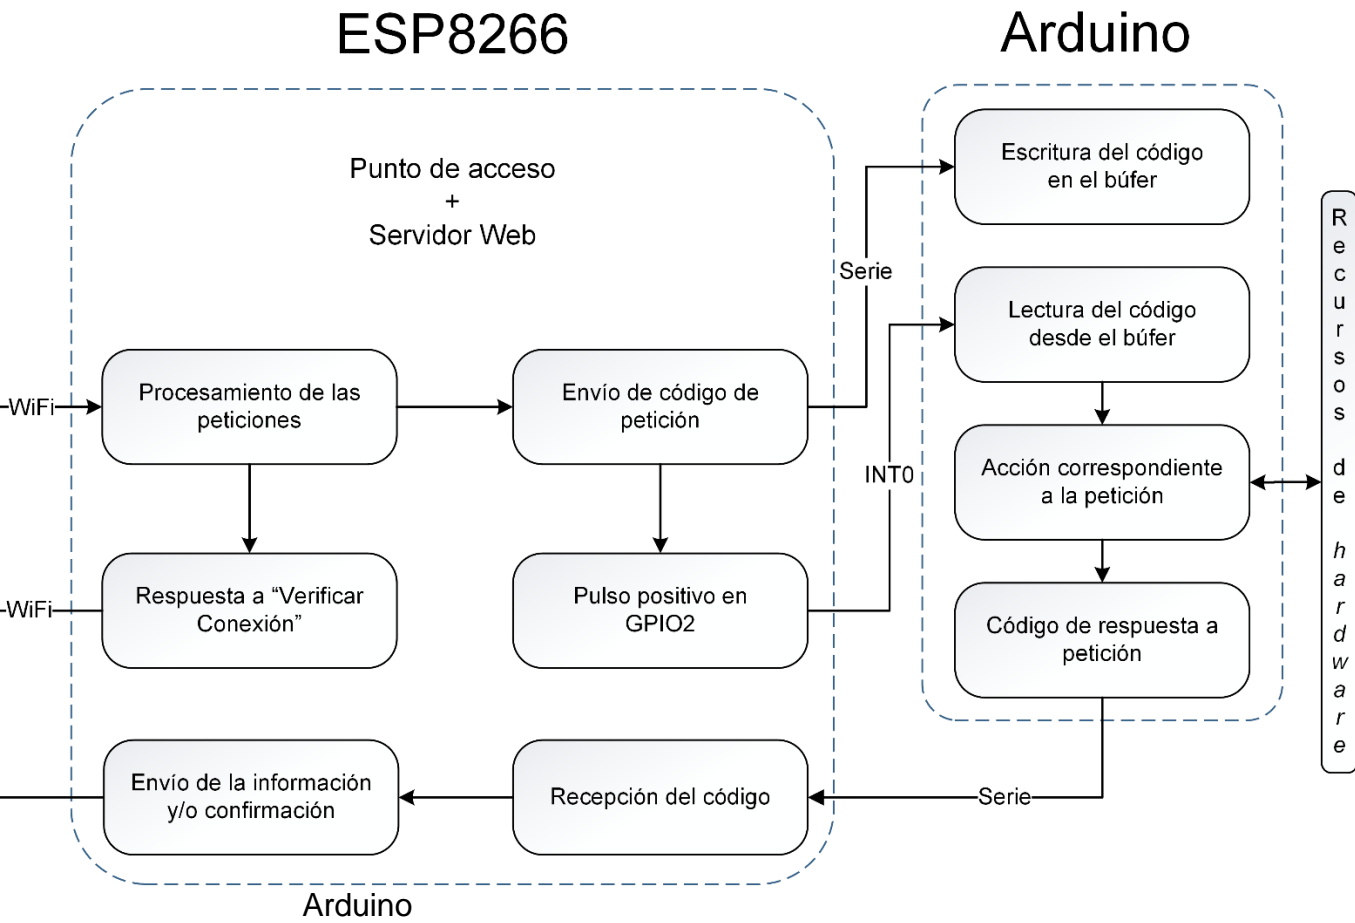 ESP8266
Arduino
Punto de acceso
+
Servidor Web
Escritura del código
en el búfer
Serie
Lectura del código
desde el búfer
WiFi
Procesamiento de las
peticiones
Envío de código de
petición
INT0
Acción correspondiente
a la petición
Recursos de hardware
WiFi
Respuesta a “Verificar
Conexión”
Pulso positivo en
GPIO2
Código de respuesta a
petición
Envío de la información
y/o confirmación
Recepción del código
Serie
Arduino